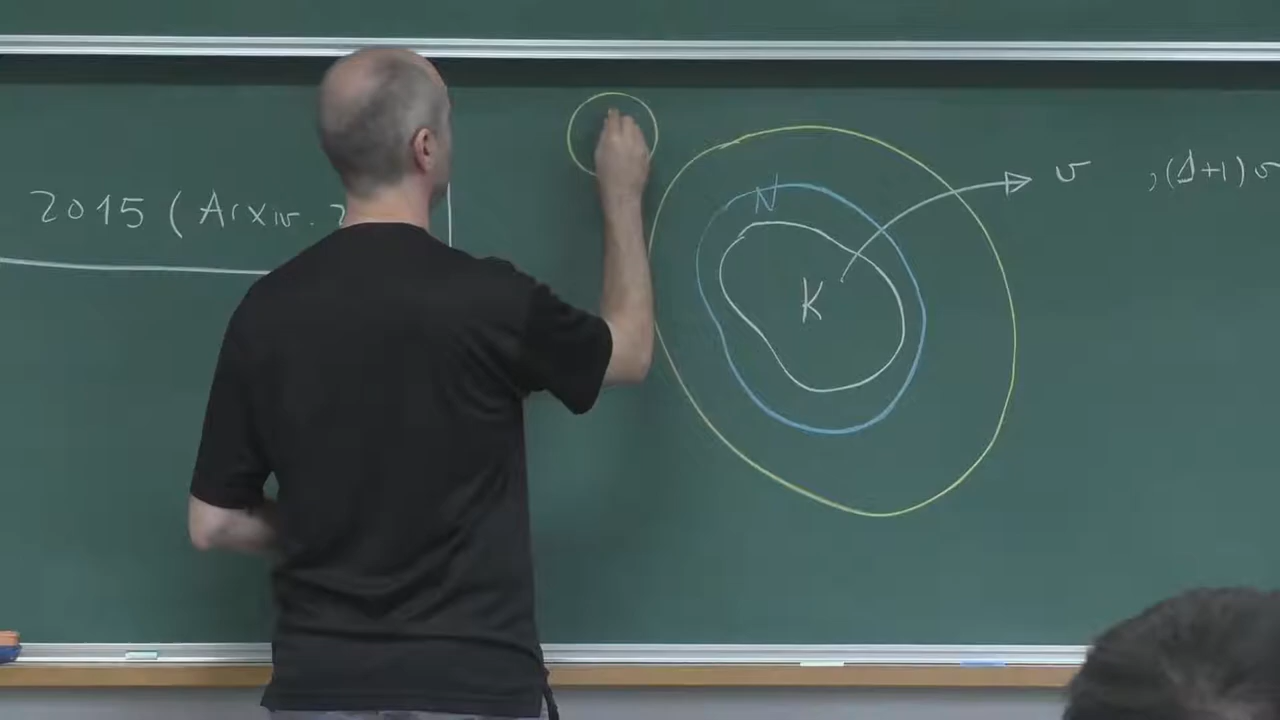 2015 (Arxiv.
N
K
v , (Δ+1)v